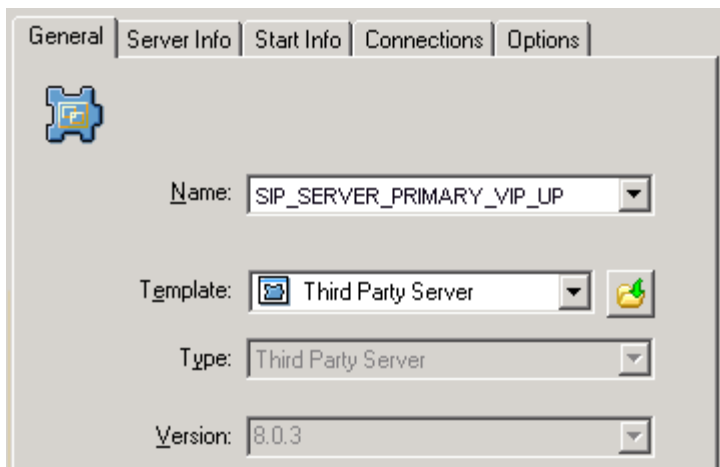 General Server Info Start Info Connections Options
Name: SIP_SERVER_PRIMARY_VIP_UP
Template: Third Party Server
Type: Third Party Server
Version: 8.0.3